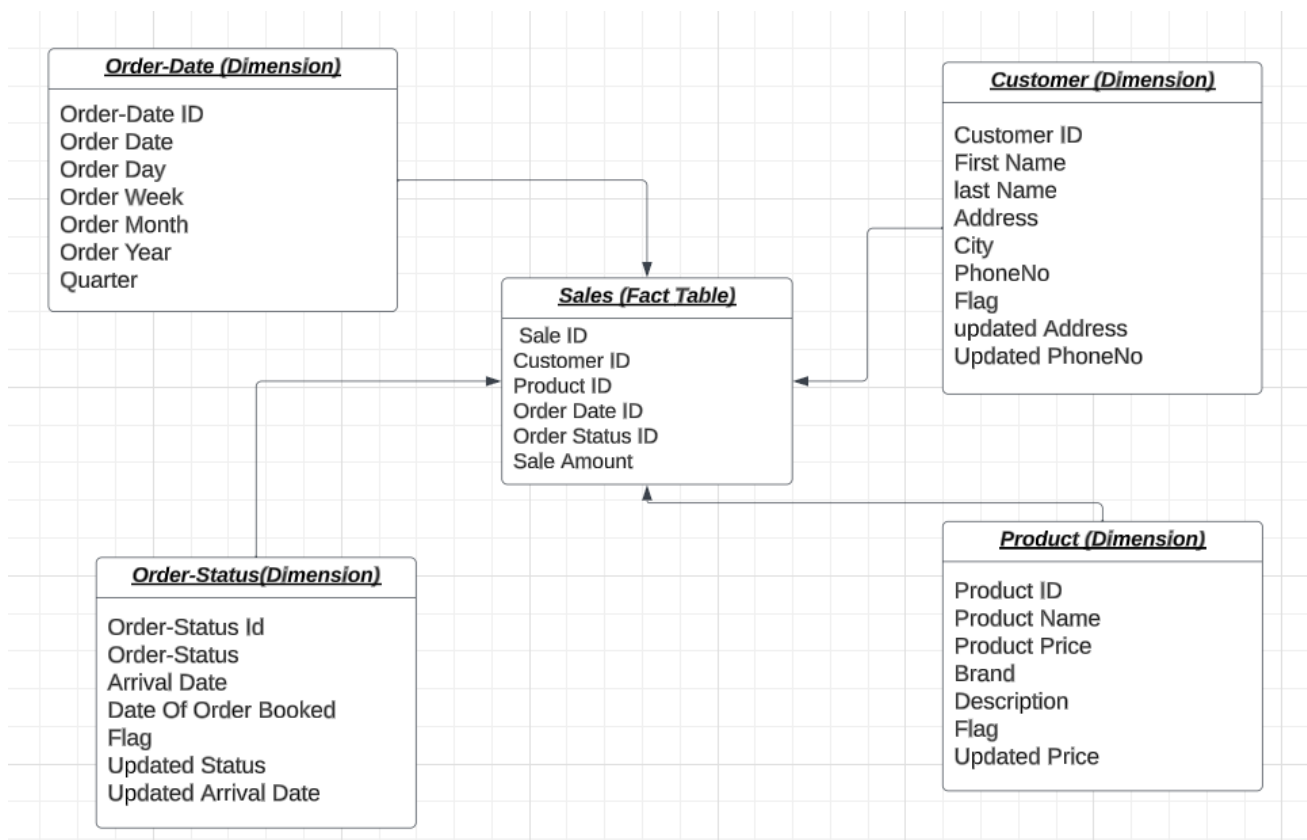 Order-Date (Dimension)
Order-Date ID
Order Date
Order Day
Order Week
Order Month
Order Year
Quarter
Customer (Dimension)
Customer ID
First Name
last Name
Address
City
PhoneNo
Flag
updated Address
Updated PhoneNo
Sales (Fact Table)
Sale ID
Customer ID
Product ID
Order Date ID
Order Status ID
Sale Amount
Order-Status(Dimension)
Order-Status Id
Order-Status
Arrival Date
Date Of Order Booked
Flag
Updated Status
Updated Arrival Date
Product (Dimension)
Product ID
Product Name
Product Price
Brand
Description
Flag
Updated Price